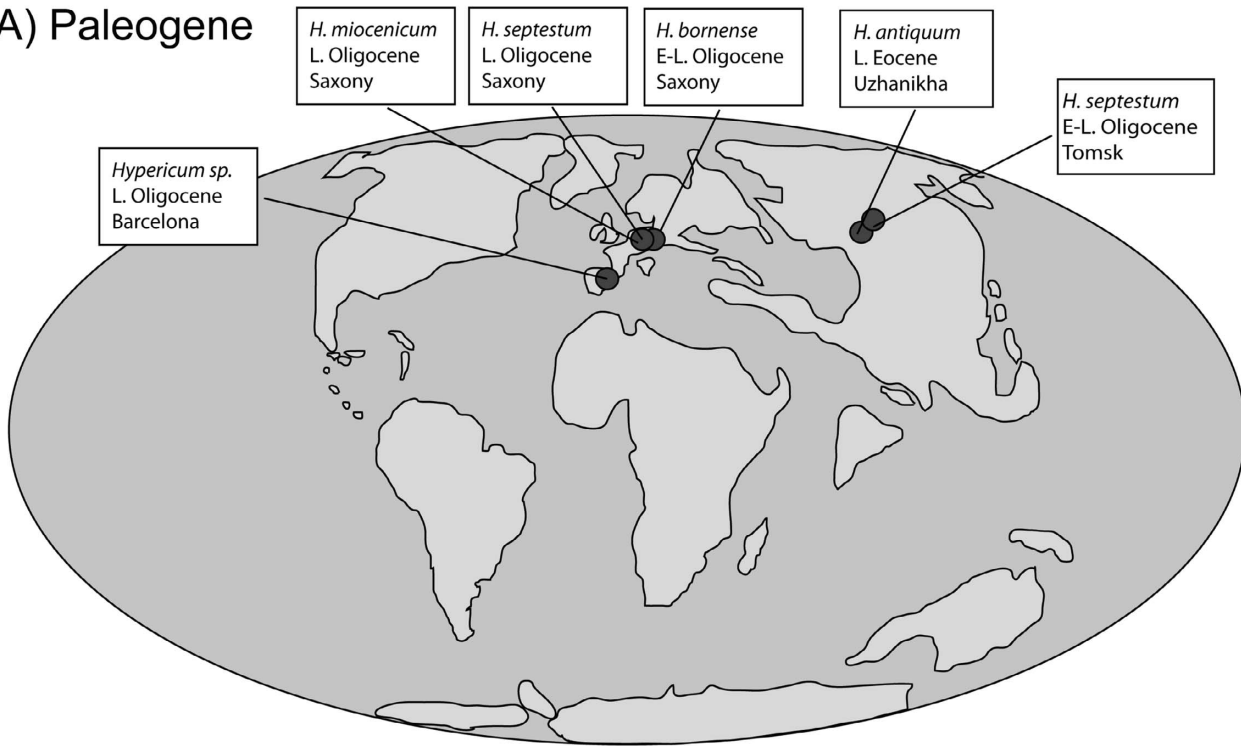 A) Paleogene
H. miocenicum
L. Oligocene
Saxony
H. septestum
L. Oligocene
Saxony
H. bornense
E-L. Oligocene
Saxony
H. antiquum
L. Eocene
Uzhanikha
H. septestum
E-L. Oligocene
Tomsk
Hypericum sp.
L. Oligocene
Barcelona